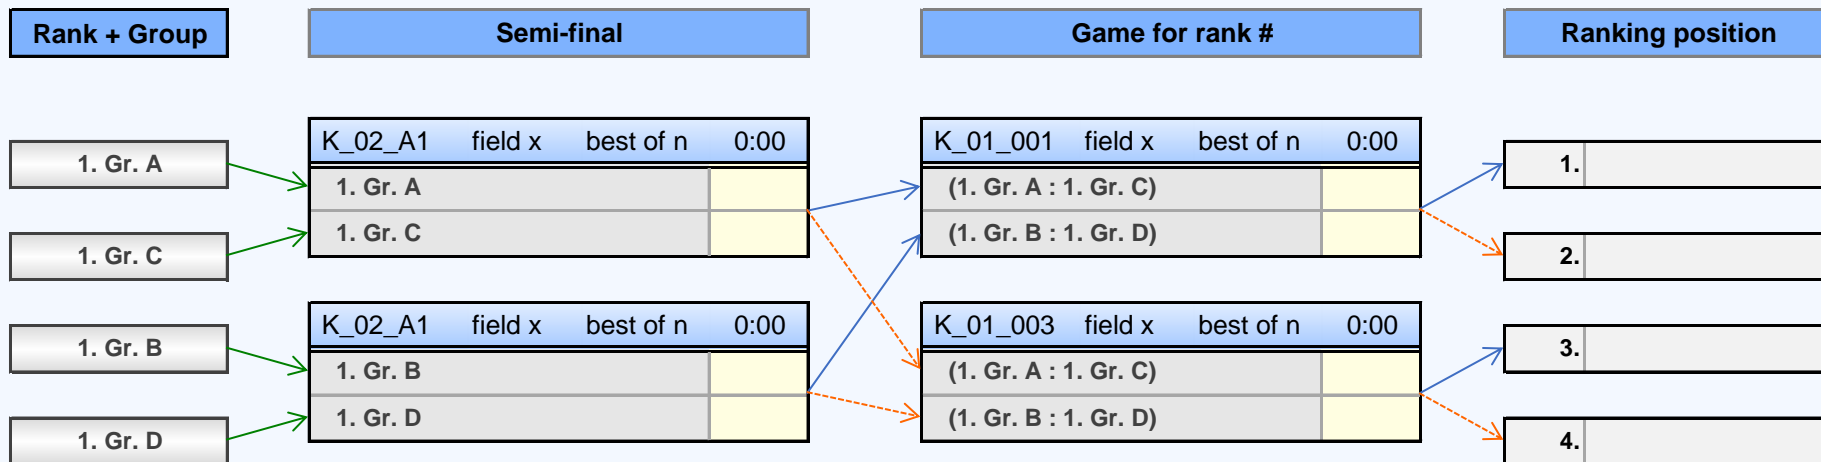 Rank + Group
Semi-final
Game for rank #
Ranking position
1. Gr. A
1. Gr. C
1. Gr. B
1. Gr. D
K_02_A1 field x best of n 0:00
1. Gr. A
1. Gr. C
K_02_A1 field x best of n 0:00
1. Gr. B
1. Gr. D
K_01_001 field x best of n 0:00
(1. Gr. A : 1. Gr. C)
(1. Gr. B : 1. Gr. D)
K_01_003 field x best of n 0:00
(1. Gr. A : 1. Gr. C)
(1. Gr. B : 1. Gr. D)
1.
2.
3.
4.